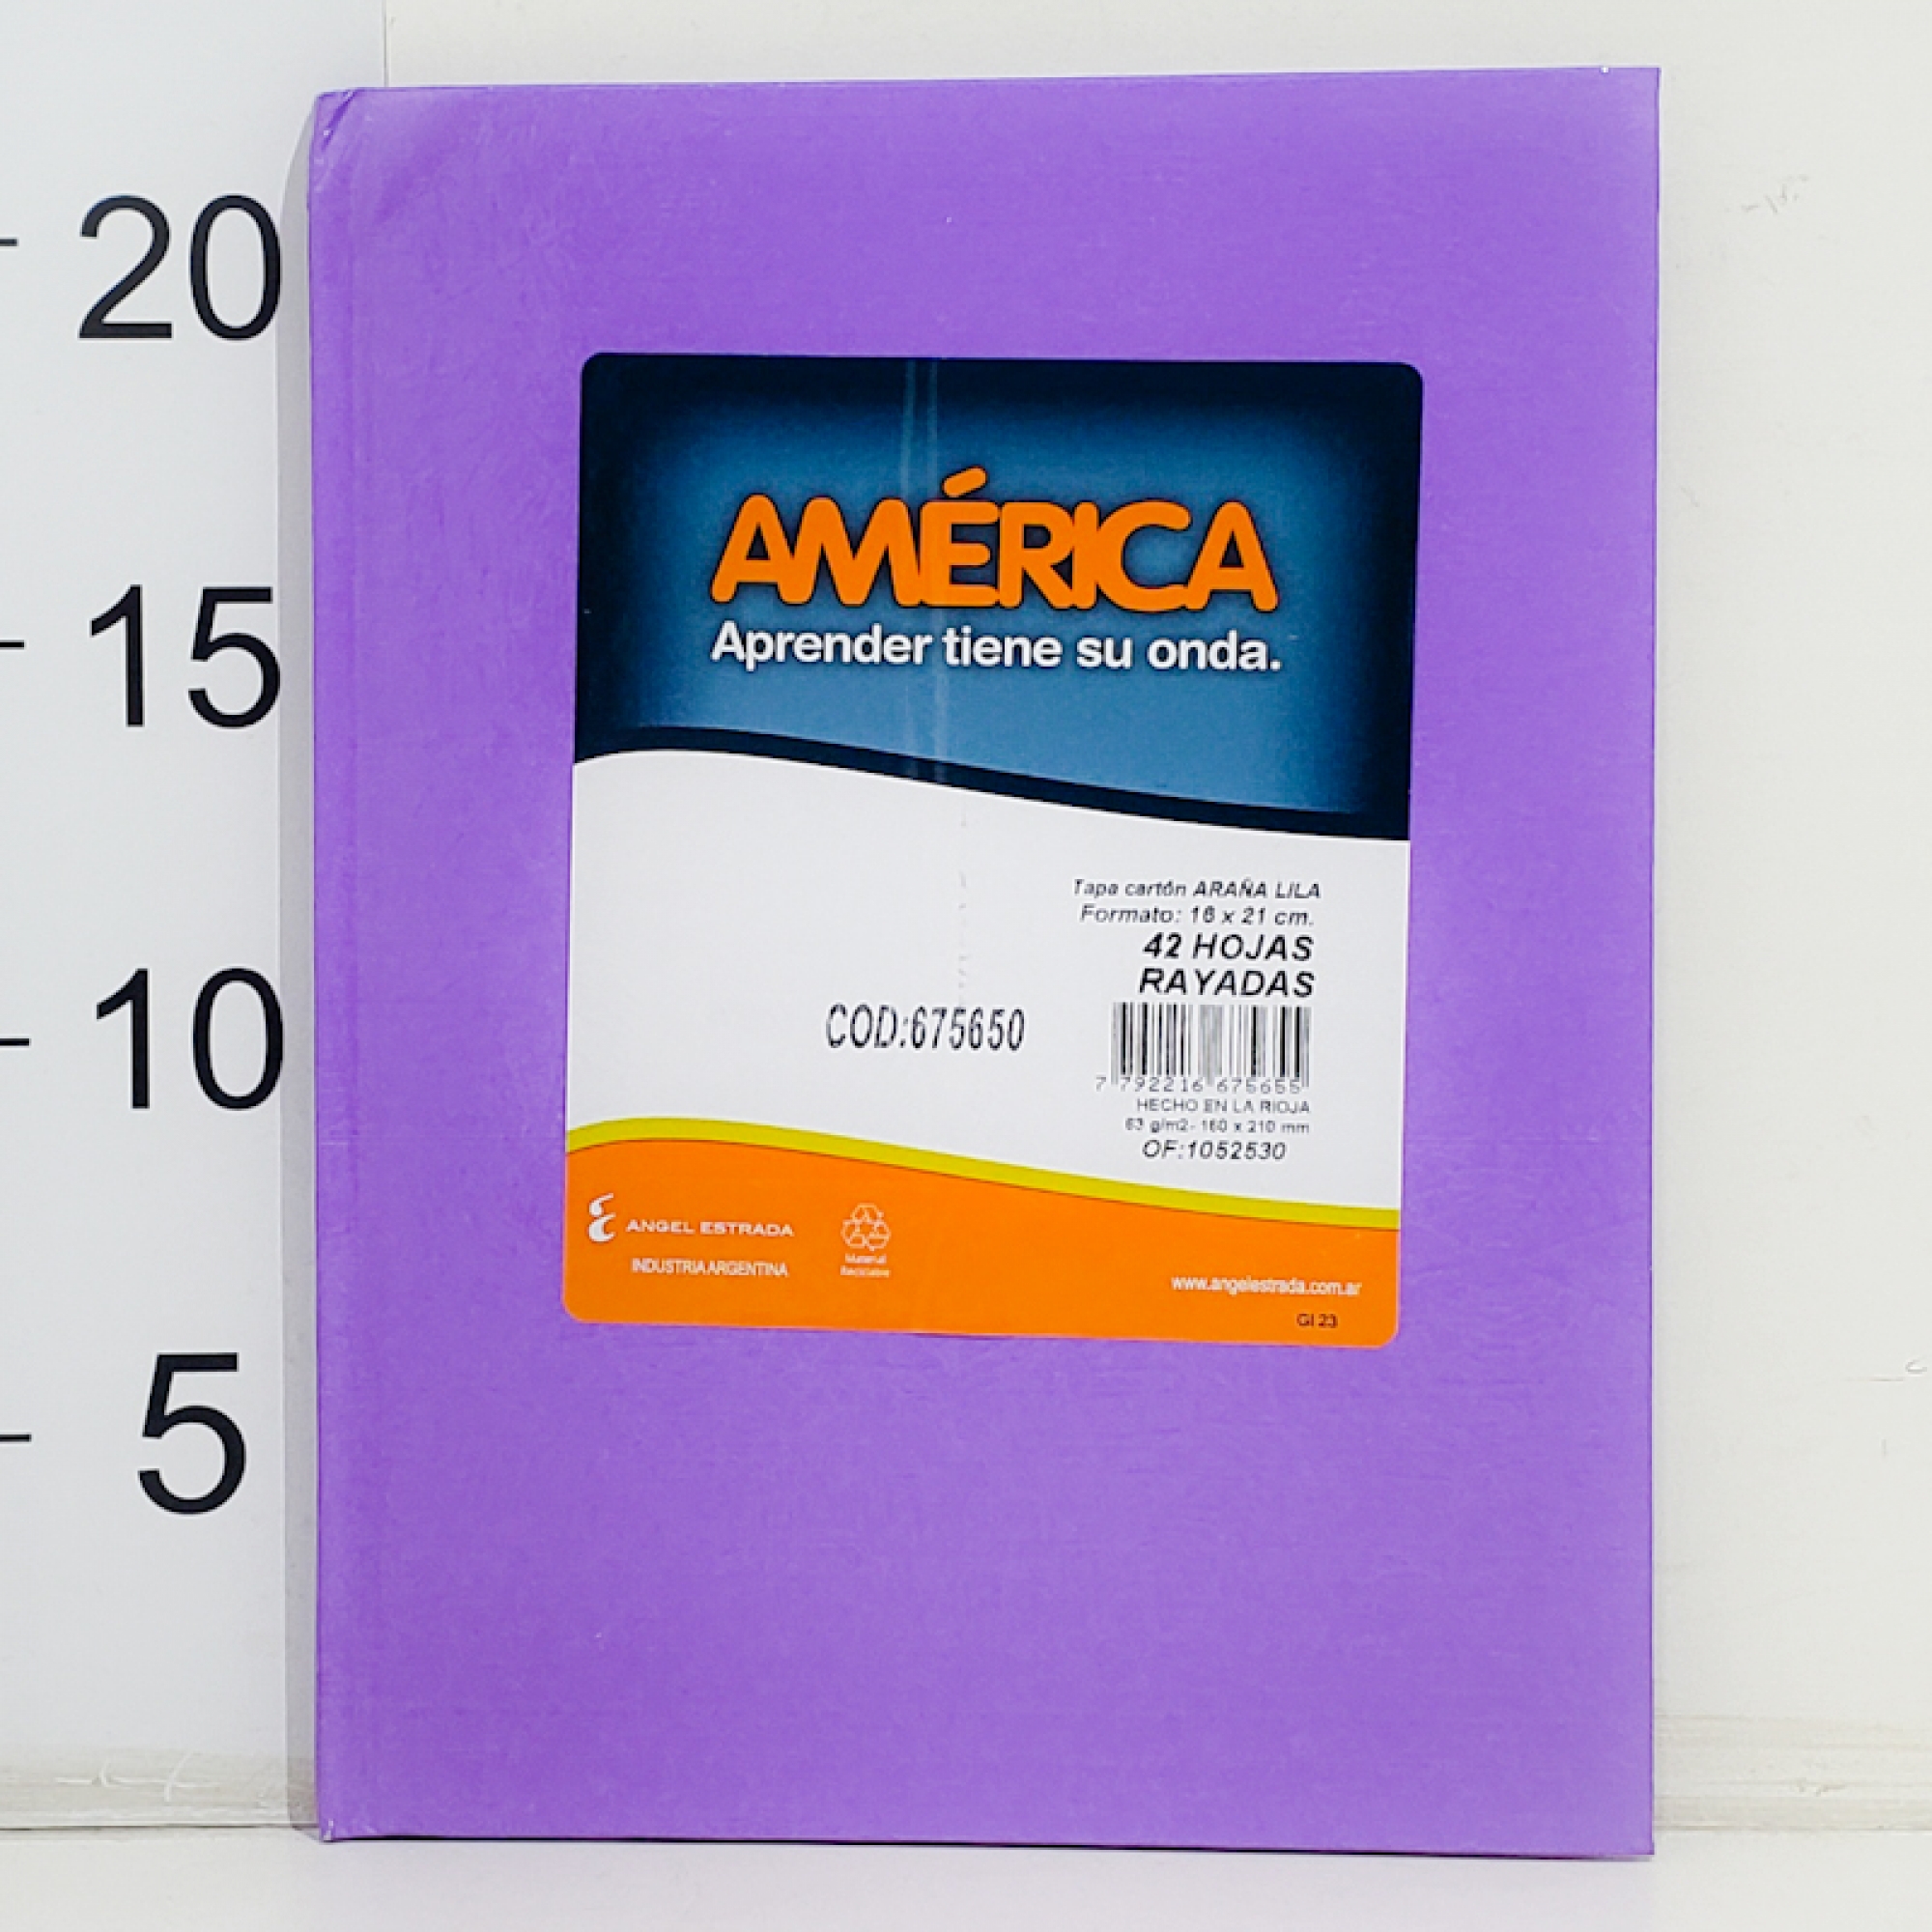 20
15
10
5
AMÉRICA
Aprender tiene su onda.
Tapa cartón ARAÑA LILA
Formato: 16 x 21 cm.
42 HOJAS
RAYADAS
COD:675650
7 792216 675655
HECHO EN LA RIOJA
63 g/m2- 160 x 210 mm
OF:1052530
ANGEL ESTRADA
INDUSTRIA ARGENTINA
Material
Reciclable
www.angelestrada.com.ar
GI 23